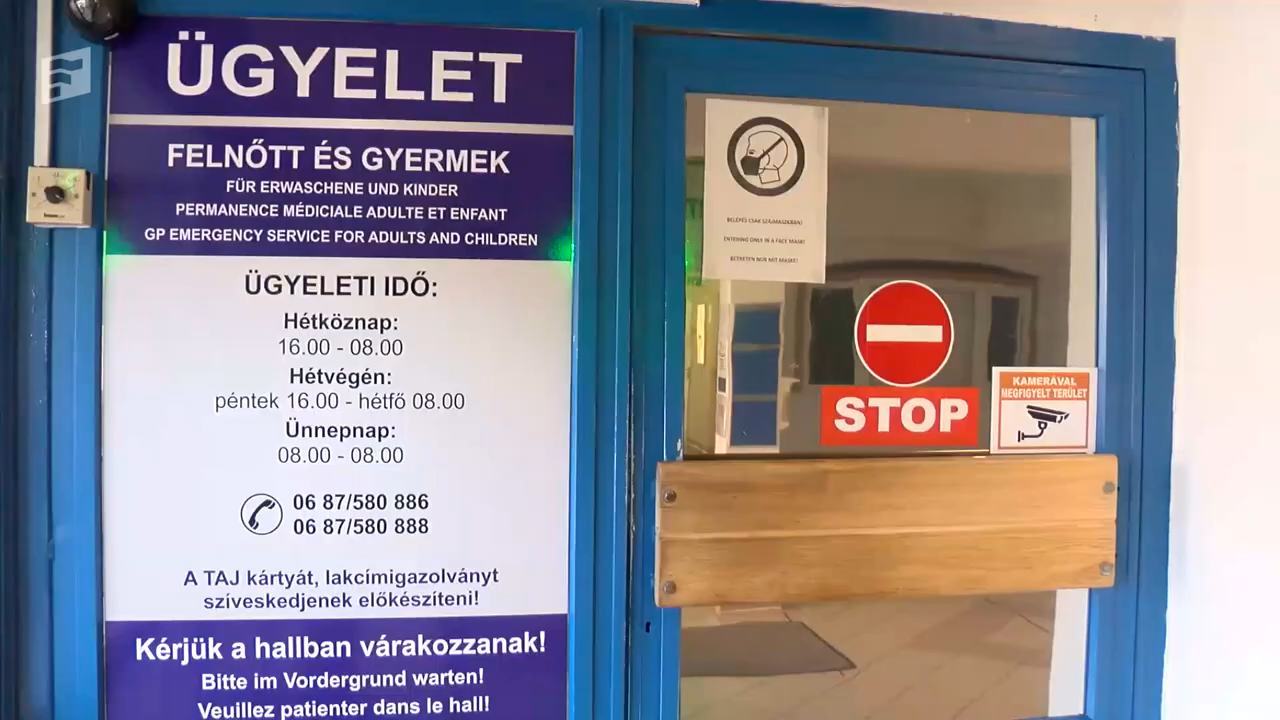 ÜGYELET
FELNŐTT ÉS GYERMEK
FÜR ERWASCHENE UND KINDER
PERMANENCE MÉDICIALE ADULTE ET ENFANT
GP EMERGENCY SERVICE FOR ADULTS AND CHILDREN
ÜGYELETI IDŐ:
Hétköznap:
16.00 - 08.00
Hétvégén:
péntek 16.00 - hétfő 08.00
Ünnepnap:
08.00 - 08.00
06 87/580 886
06 87/580 888
A TAJ kártyát, lakcímigazolványt
szíveskedjenek előkészíteni!
Kérjük a hallban várakozzanak!
Bitte im Vordergrund warten!
Veuillez patienter dans le hall!
BELÉPÉS CSAK SZÁJMASZKBAN!
ENTERING ONLY IN A FACE MASK!
BETRETEN NUR MIT MASKE!
STOP
KAMERÁVAL
MEGFIGYELT TERÜLET